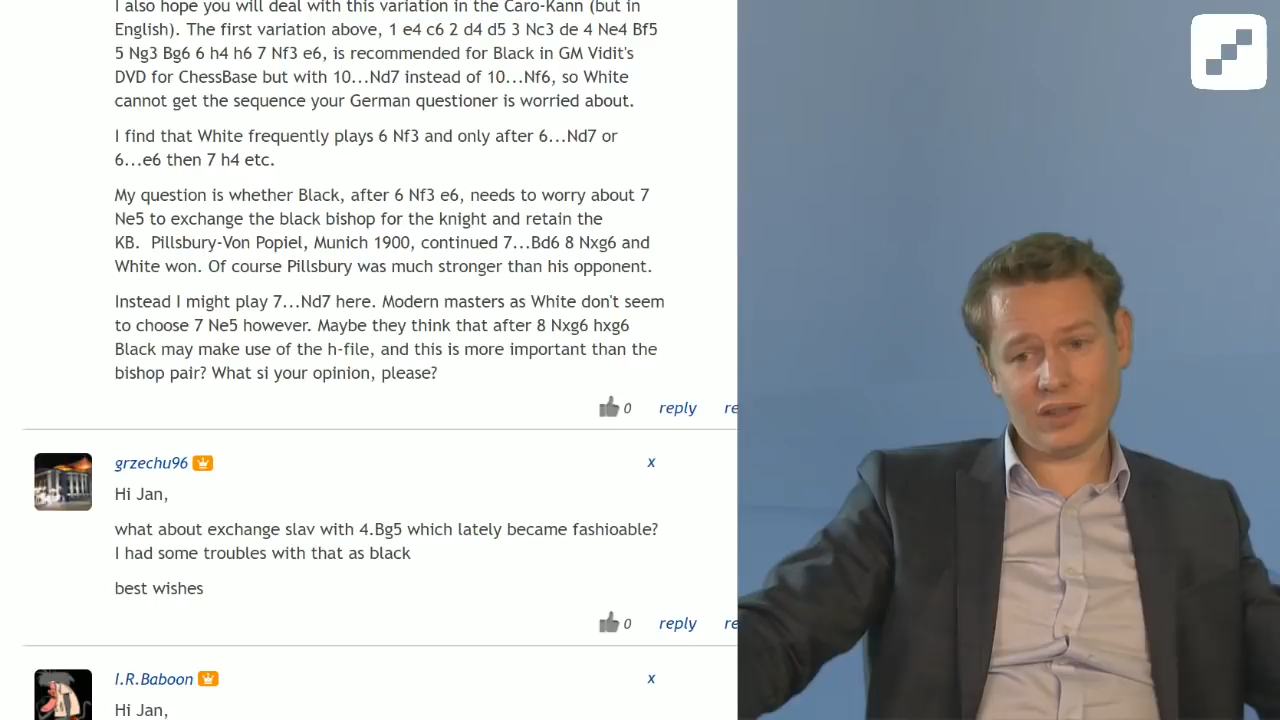 I also hope you will deal with this variation in the Caro-Kann (but in
English). The first variation above, 1 e4 c6 2 d4 d5 3 Nc3 de 4 Ne4 Bf5
5 Ng3 Bg6 6 h4 h6 7 Nf3 e6, is recommended for Black in GM Vidit's
DVD for ChessBase but with 10...Nd7 instead of 10...Nf6, so White
cannot get the sequence your German questioner is worried about.
I find that White frequently plays 6 Nf3 and only after 6...Nd7 or
6...e6 then 7 h4 etc.
My question is whether Black, after 6 Nf3 e6, needs to worry about 7
Ne5 to exchange the black bishop for the knight and retain the
KB.  Pillsbury-Von Popiel, Munich 1900, continued 7...Bd6 8 Nxg6 and
White won. Of course Pillsbury was much stronger than his opponent.
Instead I might play 7...Nd7 here. Modern masters as White don't seem
to choose 7 Ne5 however. Maybe they think that after 8 Nxg6 hxg6
Black may make use of the h-file, and this is more important than the
bishop pair? What si your opinion, please?
0 reply re
grzechu96 x
Hi Jan,
what about exchange slav with 4.Bg5 which lately became fashioable?
I had some troubles with that as black
best wishes
0 reply re
I.R.Baboon x
Hi Jan,